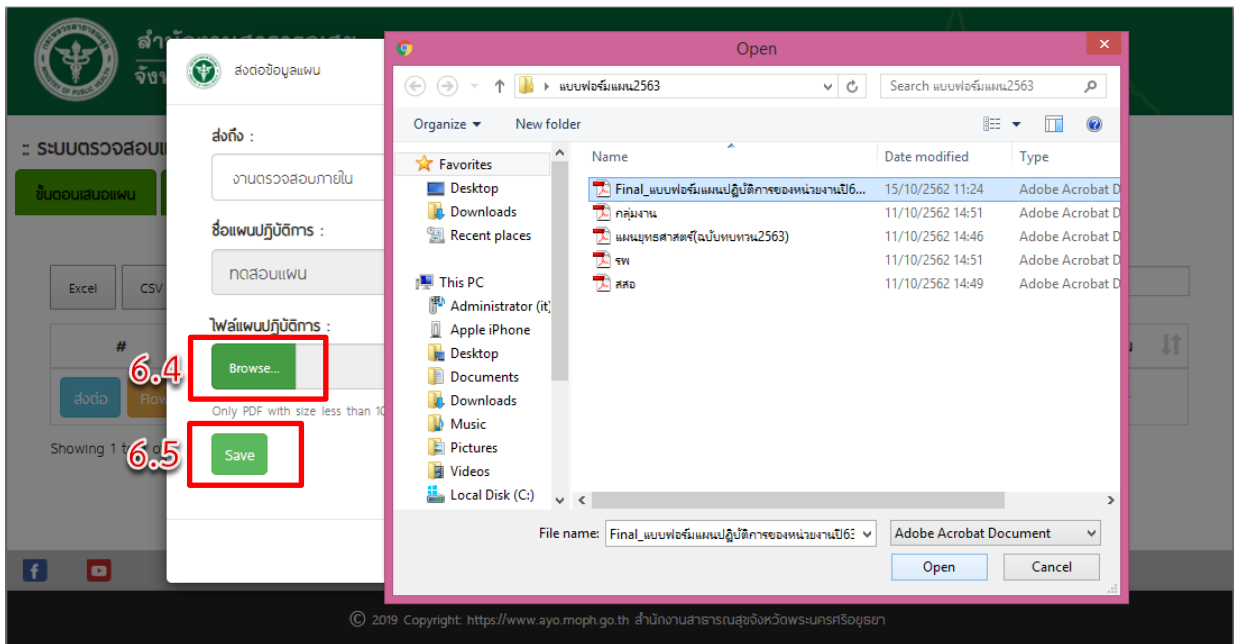 สำนักงานสาธารณสุข
จังห
ส่งต่อข้อมูลแผน
Open
แบบฟอร์มแผน2563
Search แบบฟอร์มแผน2563
Organize
New folder
:: ระบบตรวจสอบแ
ขั้นตอนเสนอแผน
ส่งถึง :
งานตรวจสอบภายใน
ชื่อแผนปฏิบัติการ :
ทดสอบแผน
ไฟล์แผนปฏิบัติการ :
6.4
Browse...
Only PDF with size less than 10
6.5
Save
Excel
CSV
#
ส่งต่อ
Flow
Showing 1 t
Favorites
Desktop
Downloads
Recent places
This PC
Administrator (it)
Apple iPhone
Desktop
Documents
Downloads
Music
Pictures
Videos
Local Disk (C:)
Name Date modified Type
Final_แบบฟอร์มแผนปฏิบัติการของหน่วยงานปี6... 15/10/2562 11:24 Adobe Acrobat D
กลุ่มงาน 11/10/2562 14:51 Adobe Acrobat D
แผนยุทธศาสตร์(ฉบับทบทวน2563) 11/10/2562 14:46 Adobe Acrobat D
รพ 11/10/2562 14:51 Adobe Acrobat D
สสอ 11/10/2562 14:49 Adobe Acrobat D
File name: Final_แบบฟอร์มแผนปฏิบัติการของหน่วยงานปี63
Adobe Acrobat Document
Open
Cancel
© 2019 Copyright: https://www.ayo.moph.go.th สำนักงานสาธารณสุขจังหวัดพระนครศรีอยุธยา